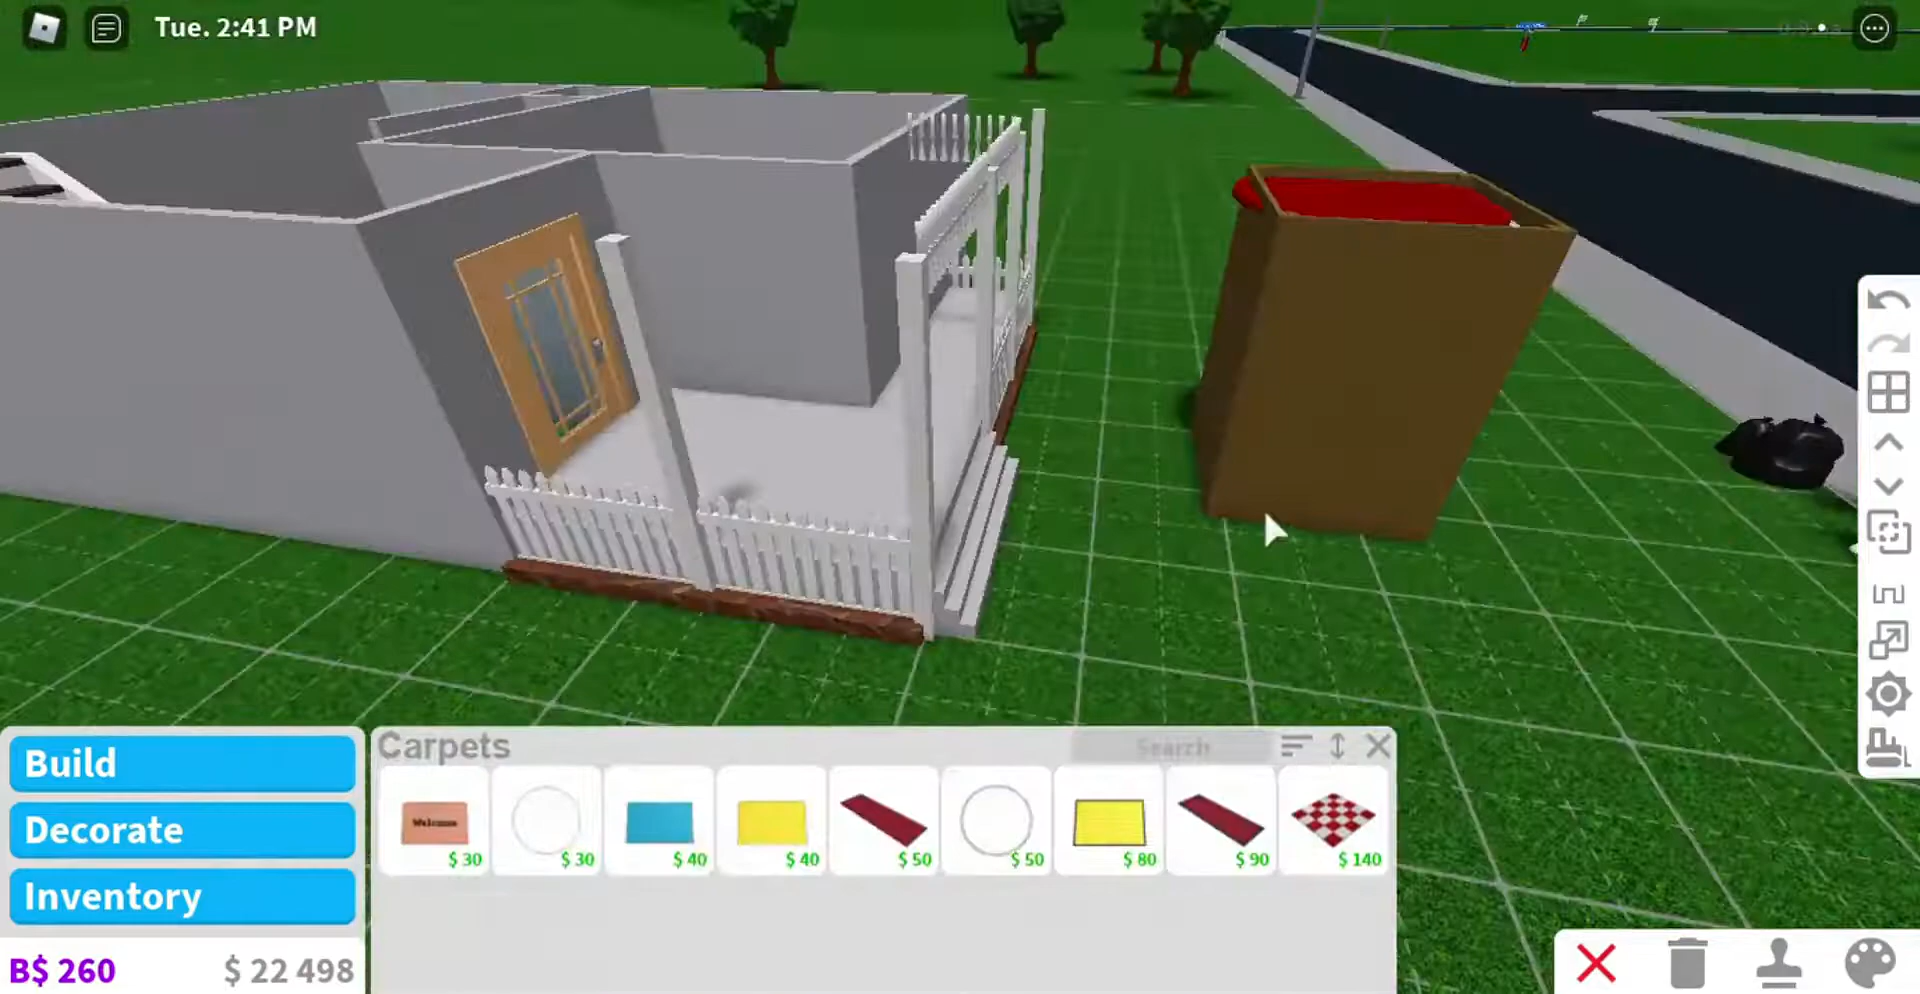 Tue. 2:41 PM
Build
Decorate
Inventory
B$ 260
$ 22 498
Carpets
Search
Welcome
$ 30
$ 30
$ 40
$ 40
$ 50
$ 50
$ 80
$ 90
$ 140